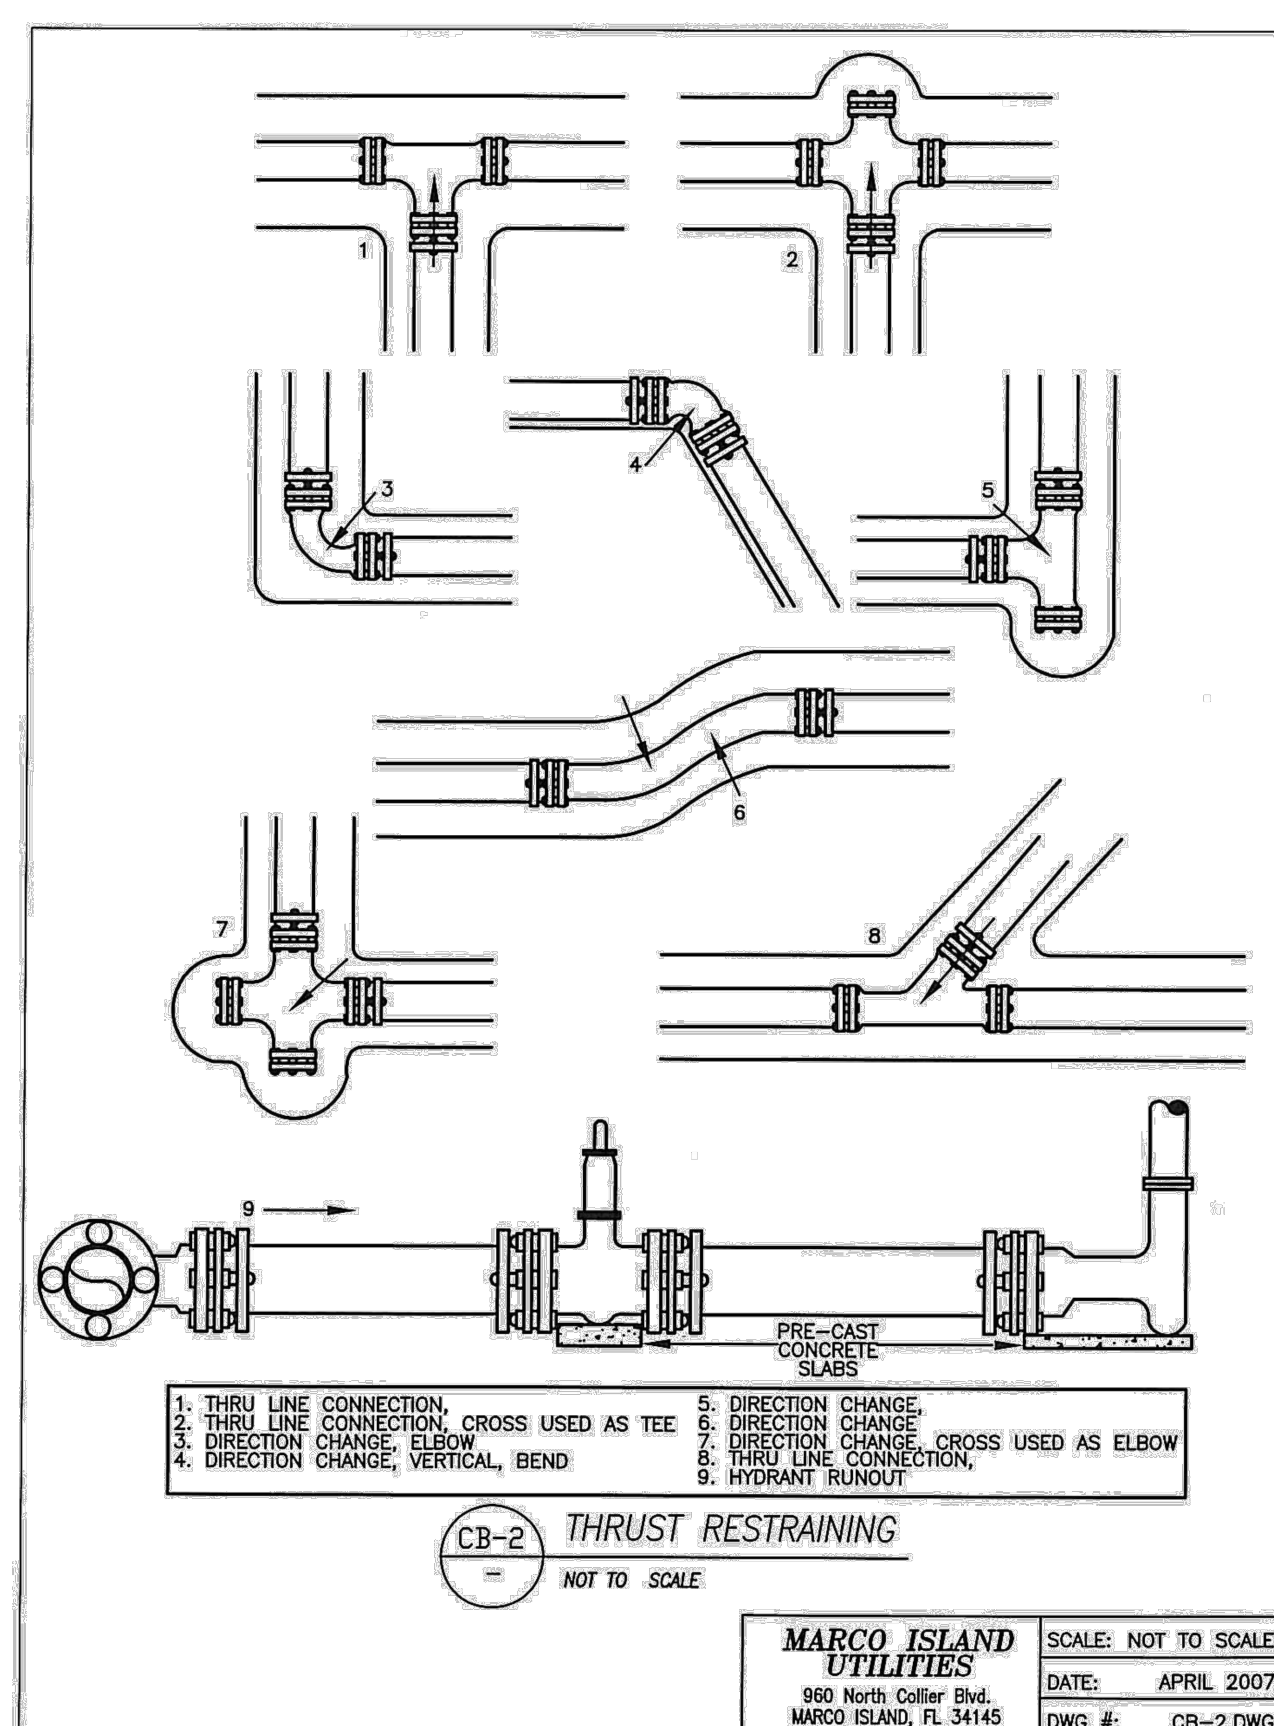 1
2
3
4
5
6
7
8
9
PRE-CAST
CONCRETE
SLABS
1. THRU LINE CONNECTION,
2. THRU LINE CONNECTION, CROSS USED AS TEE
3. DIRECTION CHANGE, ELBOW
4. DIRECTION CHANGE, VERTICAL, BEND
5. DIRECTION CHANGE,
6. DIRECTION CHANGE
7. DIRECTION CHANGE, CROSS USED AS ELBOW
8. THRU LINE CONNECTION,
9. HYDRANT RUNOUT
CB-2
-
THRUST RESTRAINING
NOT TO SCALE
MARCO ISLAND
UTILITIES
960 North Collier Blvd.
MARCO ISLAND, FL 34145
SCALE: NOT TO SCALE
DATE: APRIL 2007
DWG #: CB-2.DWG